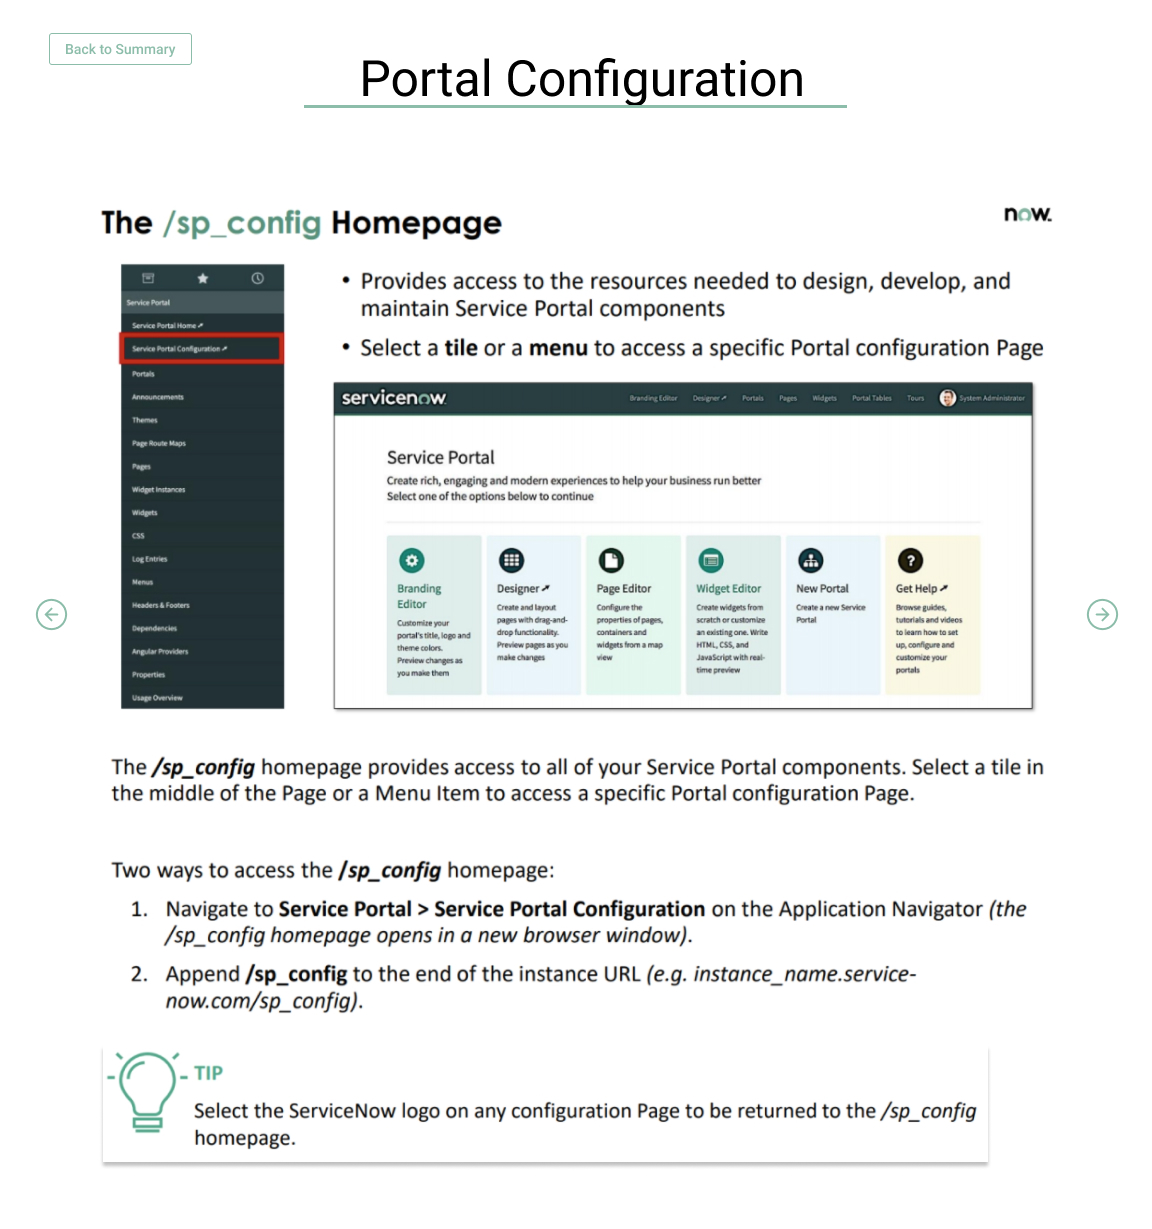 Back to Summary
Portal Configuration
The /sp_config Homepage
now.
Service Portal
Service Portal Home
Service Portal Configuration
Portals
Announcements
Themes
Page Route Maps
Pages
Widget Instances
Widgets
CSS
Log Entries
Menus
Headers & Footers
Dependencies
Angular Providers
Properties
Usage Overview
• Provides access to the resources needed to design, develop, and
maintain Service Portal components
• Select a tile or a menu to access a specific Portal configuration Page
servicenow
Branding Editor Designer Portals Pages Widgets Portal Tables Tours System Administrator
Service Portal
Create rich, engaging and modern experiences to help your business run better
Select one of the options below to continue
Branding
Editor
Customize your
portal's title, logo and
theme colors.
Preview changes as
you make them
Designer
Create and layout
pages with drag-and-
drop functionality.
Preview pages as you
make changes
Page Editor
Configure the
properties of pages,
containers and
widgets from a map
view
Widget Editor
Create widgets from
scratch or customize
an existing one. Write
HTML, CSS, and
JavaScript with real-
time preview
New Portal
Create a new Service
Portal
Get Help
Browse guides,
tutorials and videos
to learn how to set
up, configure and
customize your
portals
The /sp_config homepage provides access to all of your Service Portal components. Select a tile in
the middle of the Page or a Menu Item to access a specific Portal configuration Page.
Two ways to access the /sp_config homepage:
1. Navigate to Service Portal > Service Portal Configuration on the Application Navigator (the
/sp_config homepage opens in a new browser window).
2. Append /sp_config to the end of the instance URL (e.g. instance_name.service-
now.com/sp_config).
TIP
Select the ServiceNow logo on any configuration Page to be returned to the /sp_config
homepage.